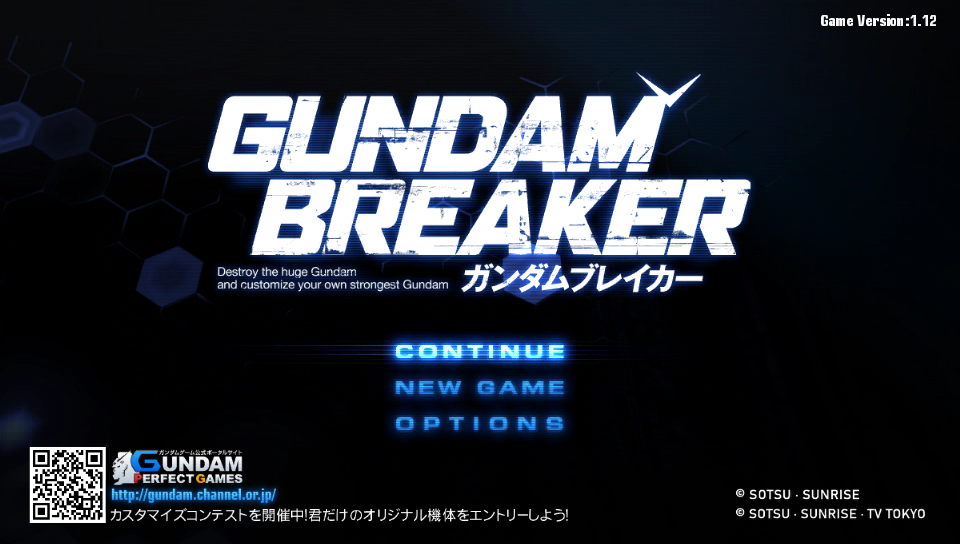 Game Version:1.12
GUNDAM
BREAKER
Destroy the huge Gundam
and customize your own strongest Gundam
ガンダムブレイカー
CONTINUE
NEW GAME
OPTIONS
ガンダムゲーム公式ポータルサイト
GUNDAM
PERFECT GAMES
http://gundam.channel.or.jp/
カスタマイズコンテストを開催中!君だけのオリジナル機体をエントリーしよう!
© SOTSU · SUNRISE
© SOTSU · SUNRISE · TV TOKYO